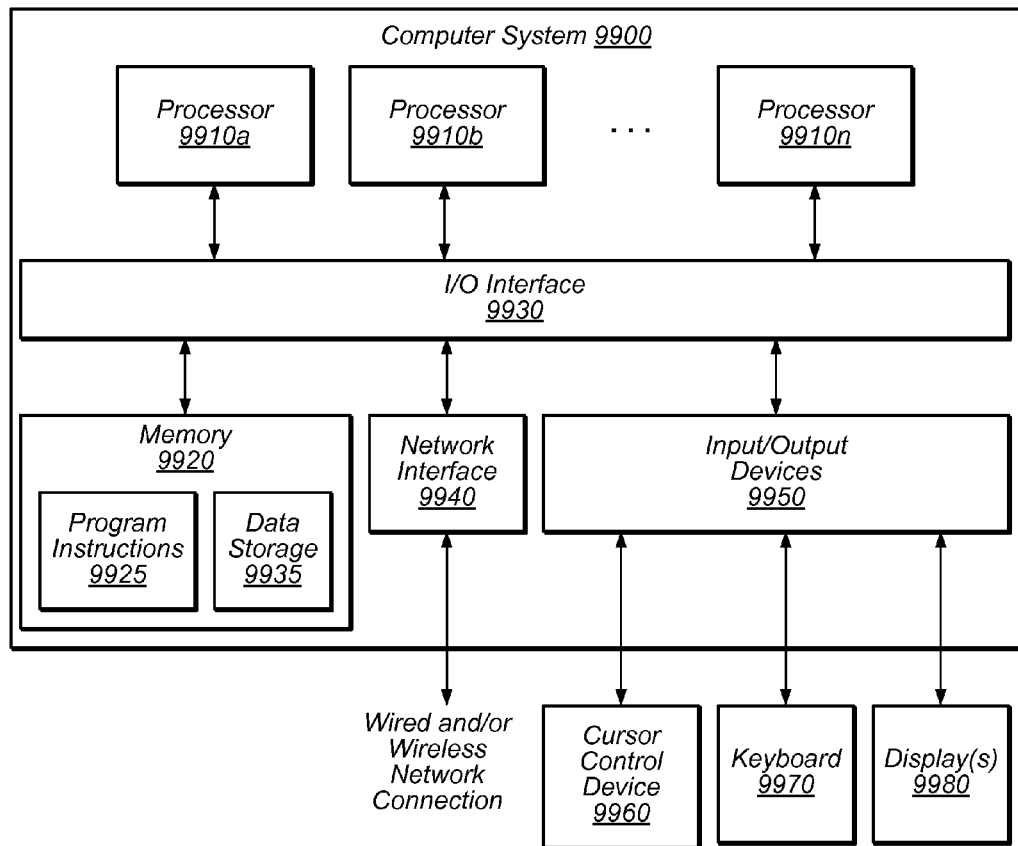 Computer System 9900
Processor
9910a
Processor
9910b
. . .
Processor
9910n
I/O Interface
9930
Memory
9920
Program
Instructions
9925
Data
Storage
9935
Network
Interface
9940
Input/Output
Devices
9950
Wired and/or
Wireless
Network
Connection
Cursor
Control
Device
9960
Keyboard
9970
Display(s)
9980